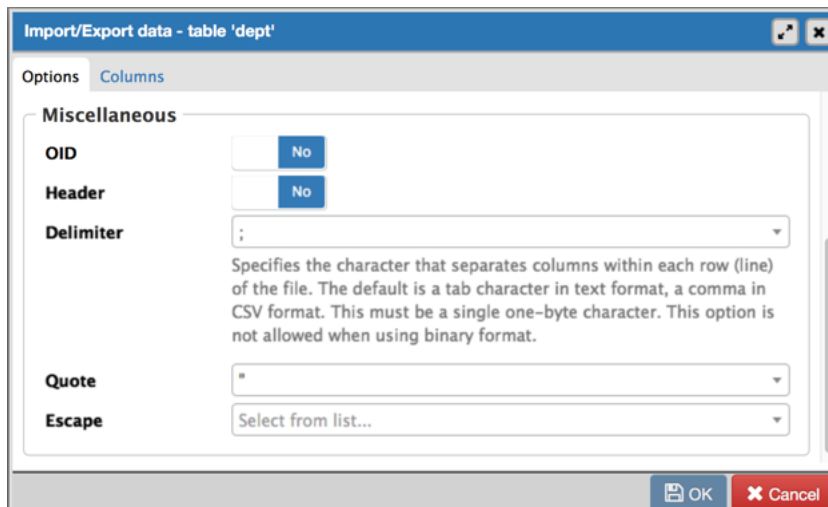 Import/Export data - table 'dept'
Options Columns
Miscellaneous
OID No
Header No
Delimiter ;
Specifies the character that separates columns within each row (line)
of the file. The default is a tab character in text format, a comma in
CSV format. This must be a single one-byte character. This option is
not allowed when using binary format.
Quote "
Escape Select from list...
OK Cancel